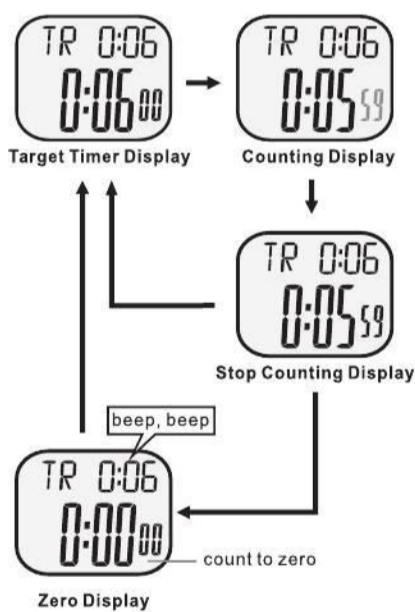 TR 0:06
0:06 00
Target Timer Display
TR 0:06
0:05 59
Counting Display
TR 0:06
0:05 59
Stop Counting Display
beep, beep
TR 0:06
0:00 00
count to zero
Zero Display